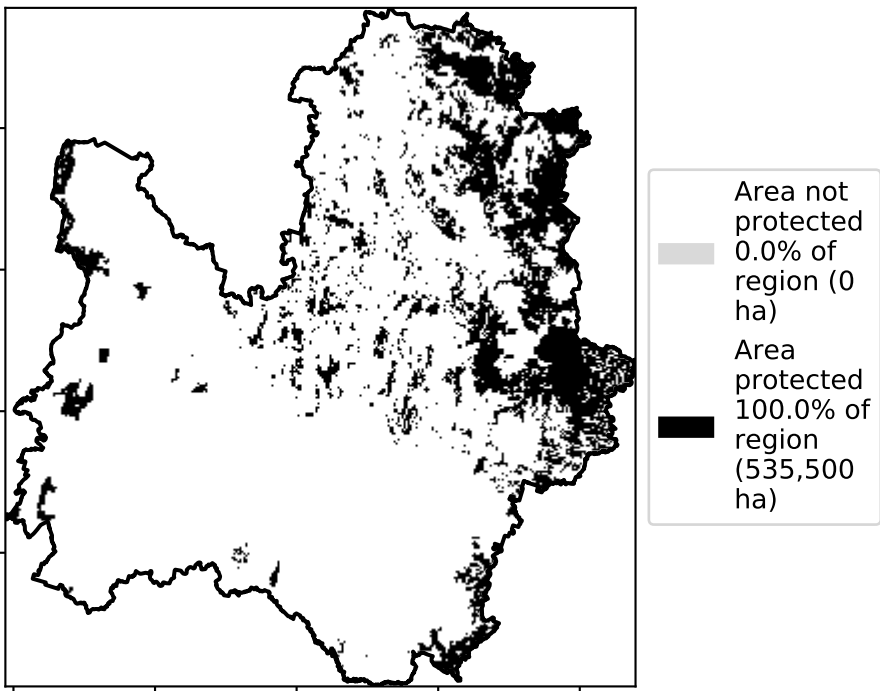 Area not
protected
0.0% of
region (0
ha)
Area
protected
100.0% of
region
(535,500
ha)